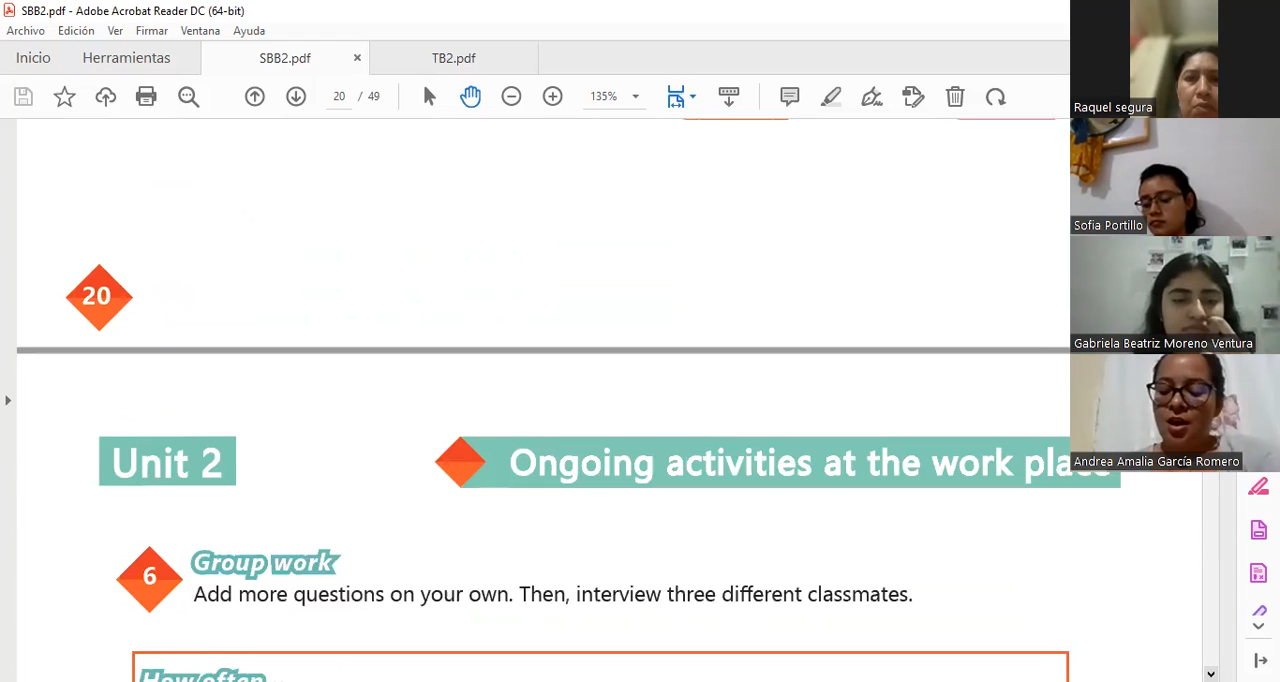 SBB2.pdf - Adobe Acrobat Reader DC (64-bit)
Archivo Edición Ver Firmar Ventana Ayuda
Inicio Herramientas SBB2.pdf × TB2.pdf
20 / 49 135%
Raquel segura
Sofia Portillo
Gabriela Beatriz Moreno Ventura
Andrea Amalia García Romero
20
Unit 2 Ongoing activities at the work place
6 Group work
Add more questions on your own. Then, interview three different classmates.
How often